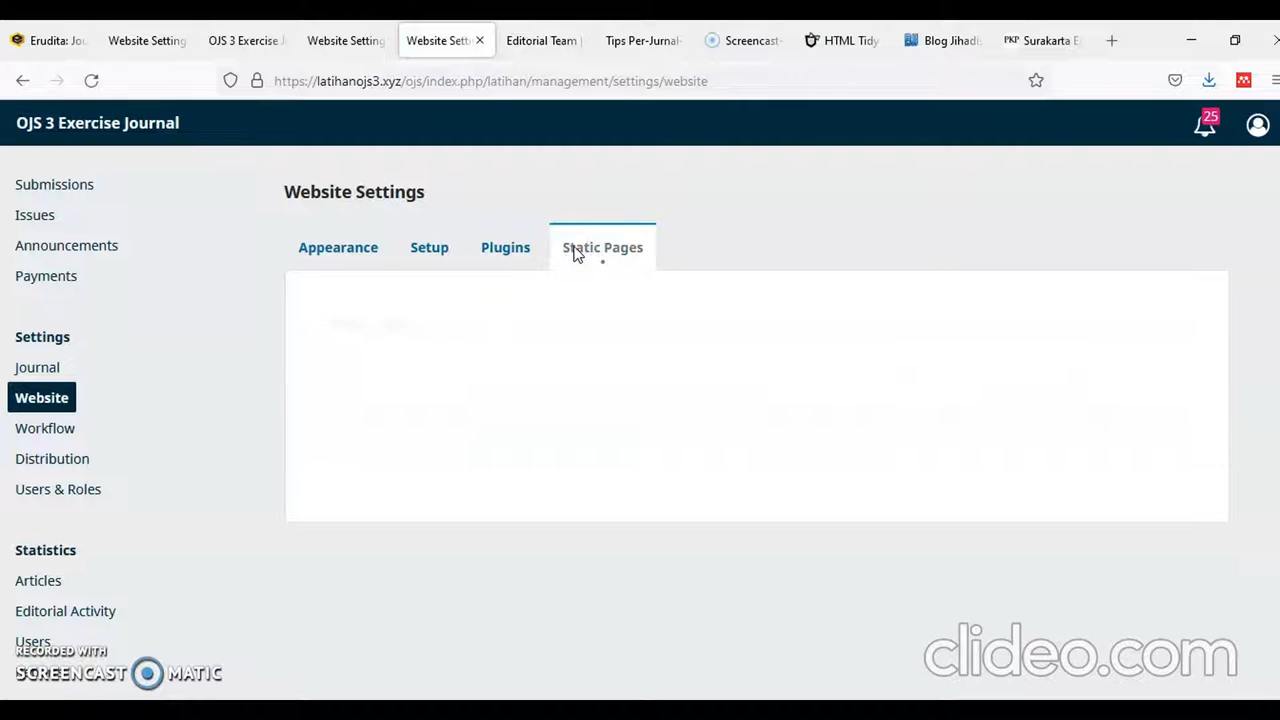 Erudita: Jou
Website Setting
OJS 3 Exercise J
Website Setting
Website Setti
Editorial Team |
Tips Per-Jurnal-
Screencast-
HTML Tidy
Blog Jihadi
PKP Surakarta E
https://latihanojs3.xyz/ojs/index.php/latihan/management/settings/website
OJS 3 Exercise Journal
25
Submissions
Issues
Announcements
Payments
Settings
Journal
Website
Workflow
Distribution
Users & Roles
Statistics
Articles
Editorial Activity
Users
Website Settings
Appearance
Setup
Plugins
Static Pages
RECORDED WITH
SCREENCAST MATIC
clideo.com